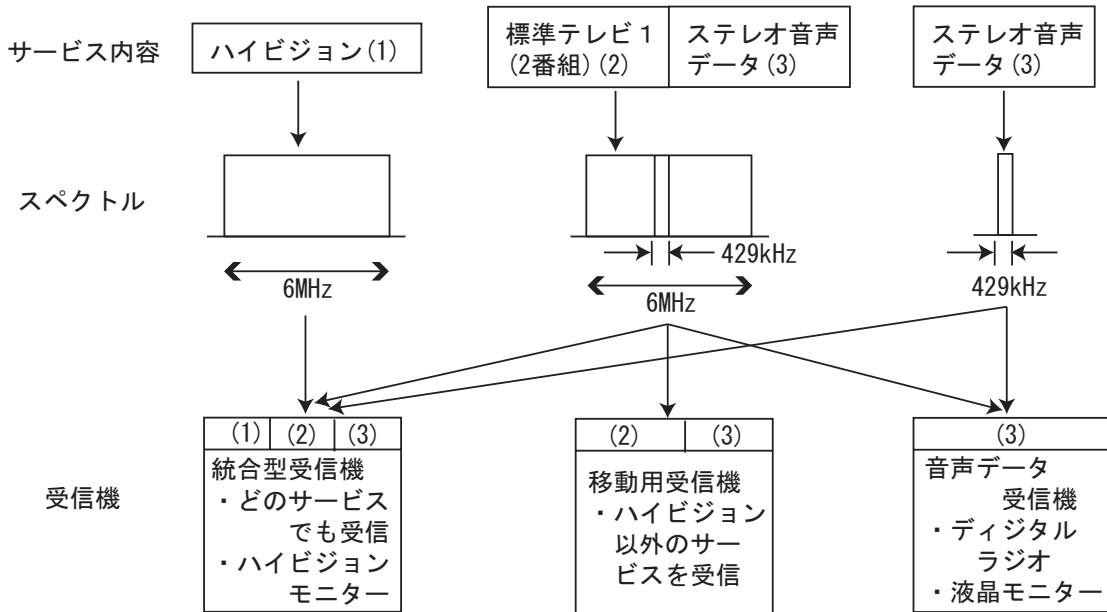 サービス内容
ハイビジョン(1)
標準テレビ1
(2番組)(2)
ステレオ音声
データ(3)
ステレオ音声
データ(3)
スペクトル
6MHz
429kHz
6MHz
429kHz
受信機
(1) (2) (3)
統合型受信機
・どのサービス
でも受信
・ハイビジョン
モニター
(2) (3)
移動用受信機
・ハイビジョン
以外のサー
ビスを受信
(3)
音声データ
受信機
・ディジタル
ラジオ
・液晶モニター